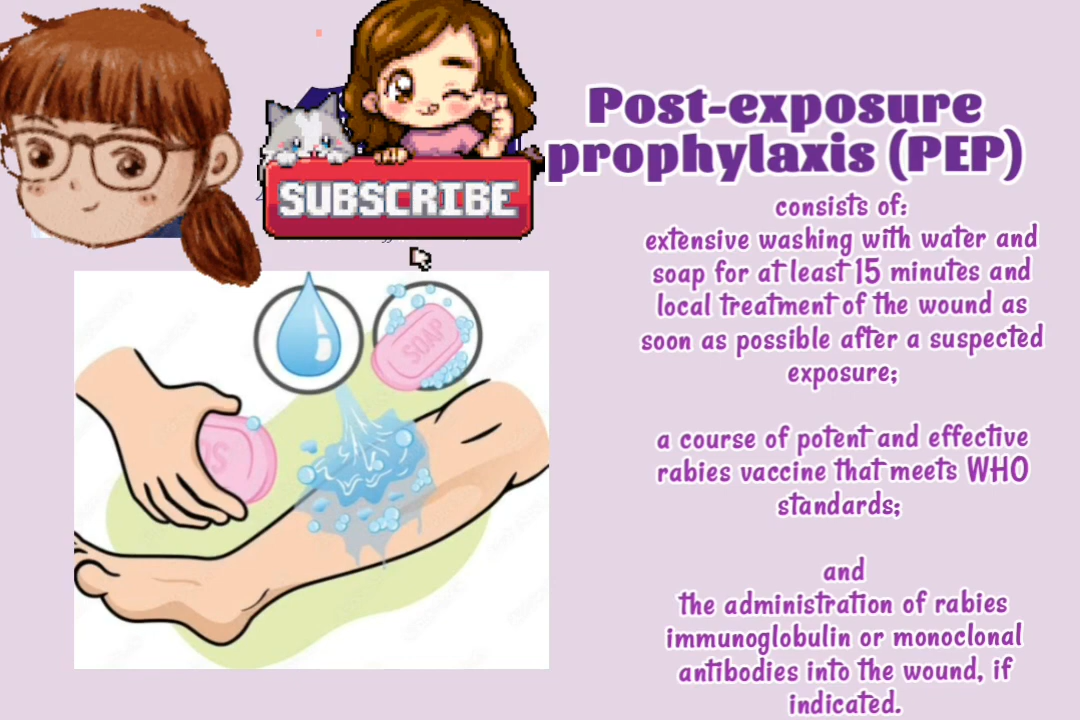 Post-exposure
prophylaxis (PEP)
SUBSCRIBE
consists of:
extensive washing with water and
soap for at least 15 minutes and
local treatment of the wound as
soon as possible after a suspected
exposure;
a course of potent and effective
rabies vaccine that meets WHO
standards;
and
the administration of rabies
immunoglobulin or monoclonal
antibodies into the wound, if
indicated.
SOAP